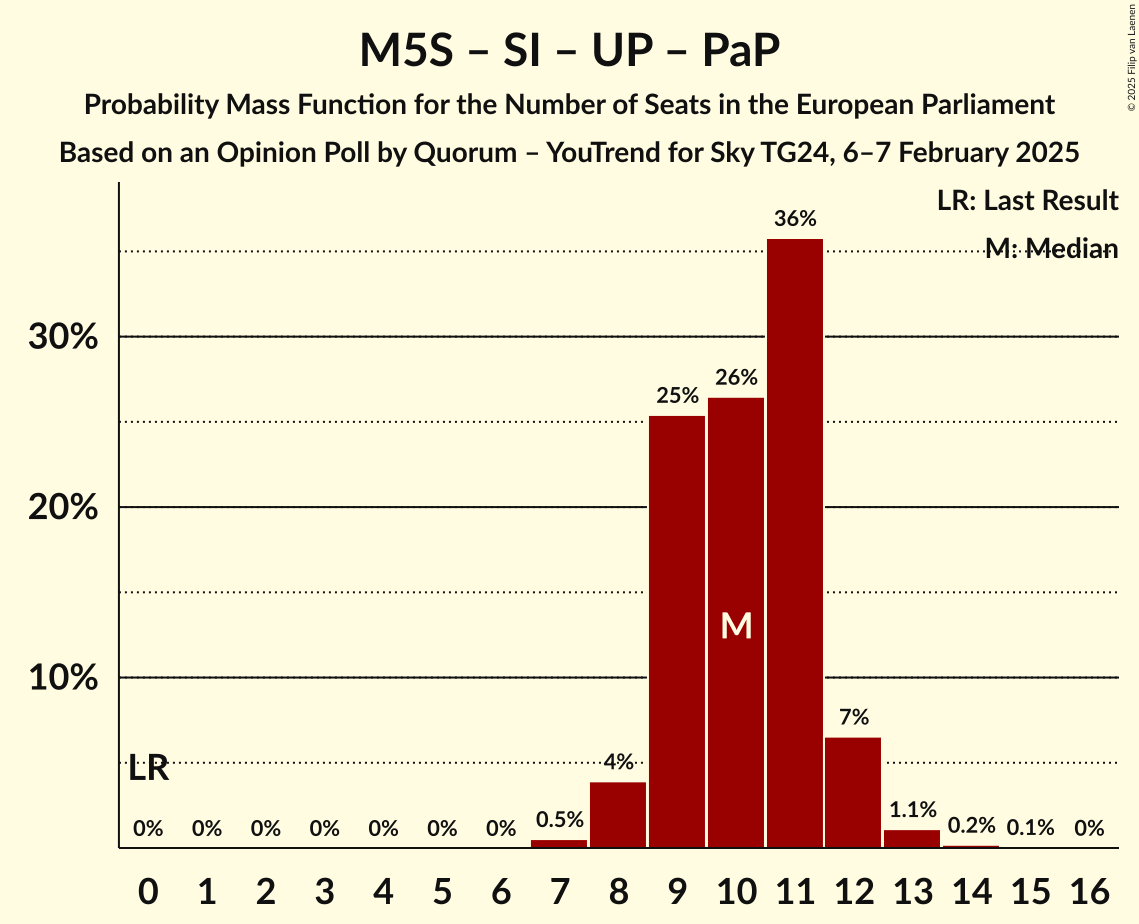 M5S – SI – UP – PaP
Probability Mass Function for the Number of Seats in the European Parliament
Based on an Opinion Poll by Quorum – YouTrend for Sky TG24, 6–7 February 2025
© 2025 Filip van Laenen
LR: Last Result
M: Median
36%
30%
26%
25%
20%
M
10%
7%
LR
4%
1.1%
0.5%
0.2%
0% 0% 0% 0% 0% 0% 0% 0.1% 0%
0 1 2 3 4 5 6 7 8 9 10 11 12 13 14 15 16